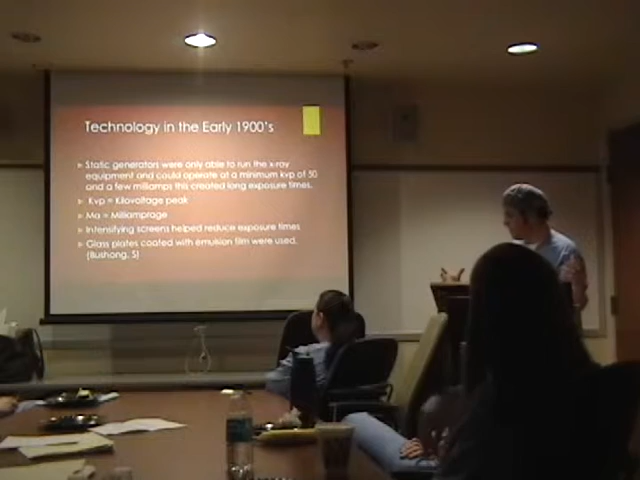 Technology in the Early 1900's
Static generators were only able to run the x-ray
equipment and could operate at a minimum kvp of 50
and a few milliamps this created long exposure times.
Kvp = Kilovoltage peak
Ma = Milliamprage
Intensifying screens helped reduce exposure times
Glass plates coated with emulsion film were used.
(Bushong, S)